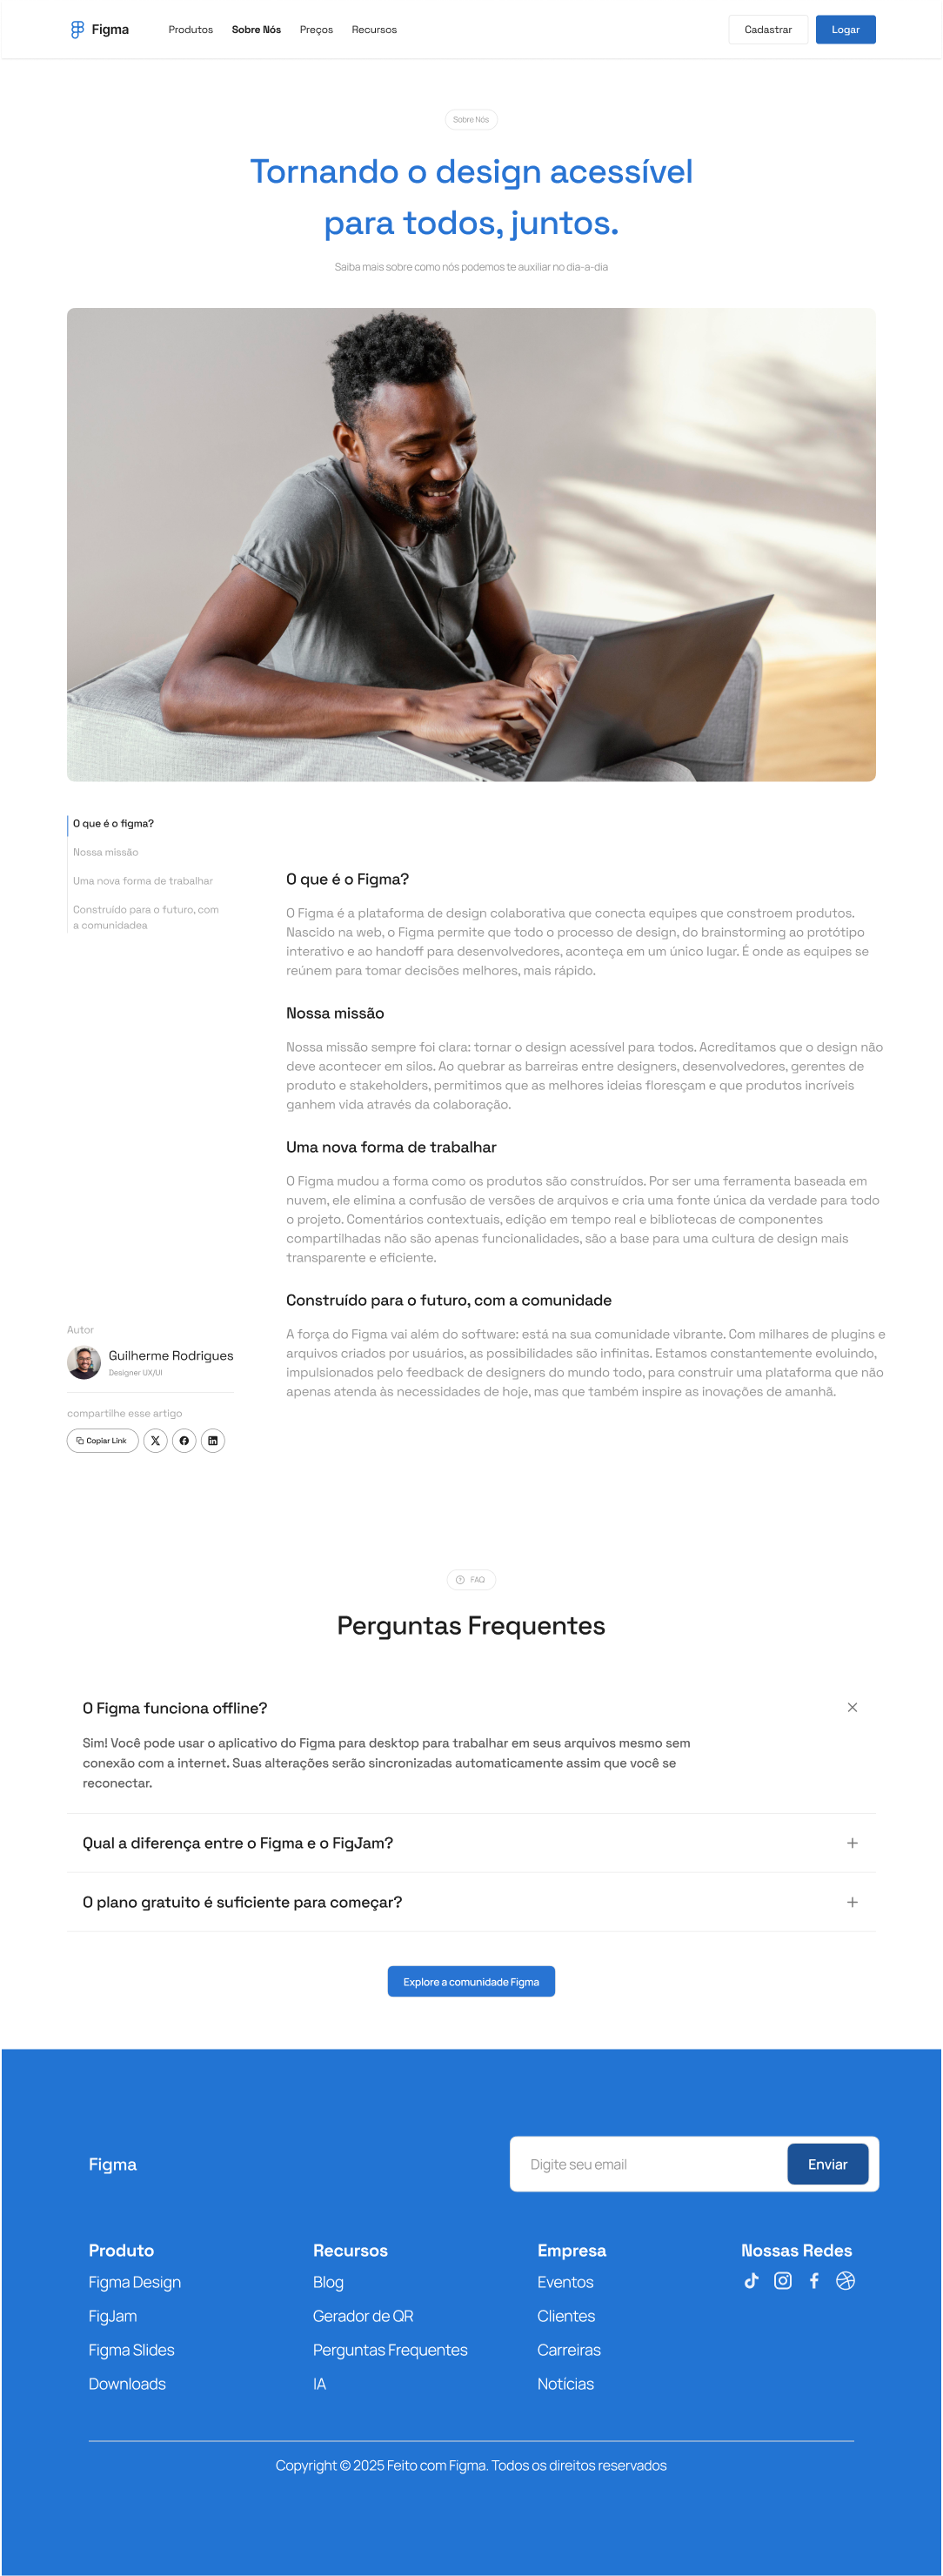 Figma
Produtos
Sobre Nós
Preços
Recursos
Cadastrar
Logar
Sobre Nós
Tornando o design acessível
para todos, juntos.
Saiba mais sobre como nós podemos te auxiliar no dia-a-dia
O que é o figma?
Nossa missão
Uma nova forma de trabalhar
Construído para o futuro, com
a comunidadea
O que é o Figma?
O Figma é a plataforma de design colaborativa que conecta equipes que constroem produtos.
Nascido na web, o Figma permite que todo o processo de design, do brainstorming ao protótipo
interativo e ao handoff para desenvolvedores, aconteça em um único lugar. É onde as equipes se
reúnem para tomar decisões melhores, mais rápido.
Nossa missão
Nossa missão sempre foi clara: tornar o design acessível para todos. Acreditamos que o design não
deve acontecer em silos. Ao quebrar as barreiras entre designers, desenvolvedores, gerentes de
produto e stakeholders, permitimos que as melhores ideias floresçam e que produtos incríveis
ganhem vida através da colaboração.
Uma nova forma de trabalhar
O Figma mudou a forma como os produtos são construídos. Por ser uma ferramenta baseada em
nuvem, ele elimina a confusão de versões de arquivos e cria uma fonte única da verdade para todo
o projeto. Comentários contextuais, edição em tempo real e bibliotecas de componentes
compartilhadas não são apenas funcionalidades, são a base para uma cultura de design mais
transparente e eficiente.
Construído para o futuro, com a comunidade
A força do Figma vai além do software: está na sua comunidade vibrante. Com milhares de plugins e
arquivos criados por usuários, as possibilidades são infinitas. Estamos constantemente evoluindo,
impulsionados pelo feedback de designers do mundo todo, para construir uma plataforma que não
apenas atenda às necessidades de hoje, mas que também inspire as inovações de amanhã.
Autor
Guilherme Rodrigues
Designer UX/UI
compartilhe esse artigo
Copiar Link
FAQ
Perguntas Frequentes
O Figma funciona offline?
Sim! Você pode usar o aplicativo do Figma para desktop para trabalhar em seus arquivos mesmo sem
conexão com a internet. Suas alterações serão sincronizadas automaticamente assim que você se
reconectar.
Qual a diferença entre o Figma e o FigJam?
O plano gratuito é suficiente para começar?
Explore a comunidade Figma
Figma
Digite seu email
Enviar
Produto
Figma Design
FigJam
Figma Slides
Downloads
Recursos
Blog
Gerador de QR
Perguntas Frequentes
IA
Empresa
Eventos
Clientes
Carreiras
Notícias
Nossas Redes
Copyright © 2025 Feito com Figma. Todos os direitos reservados